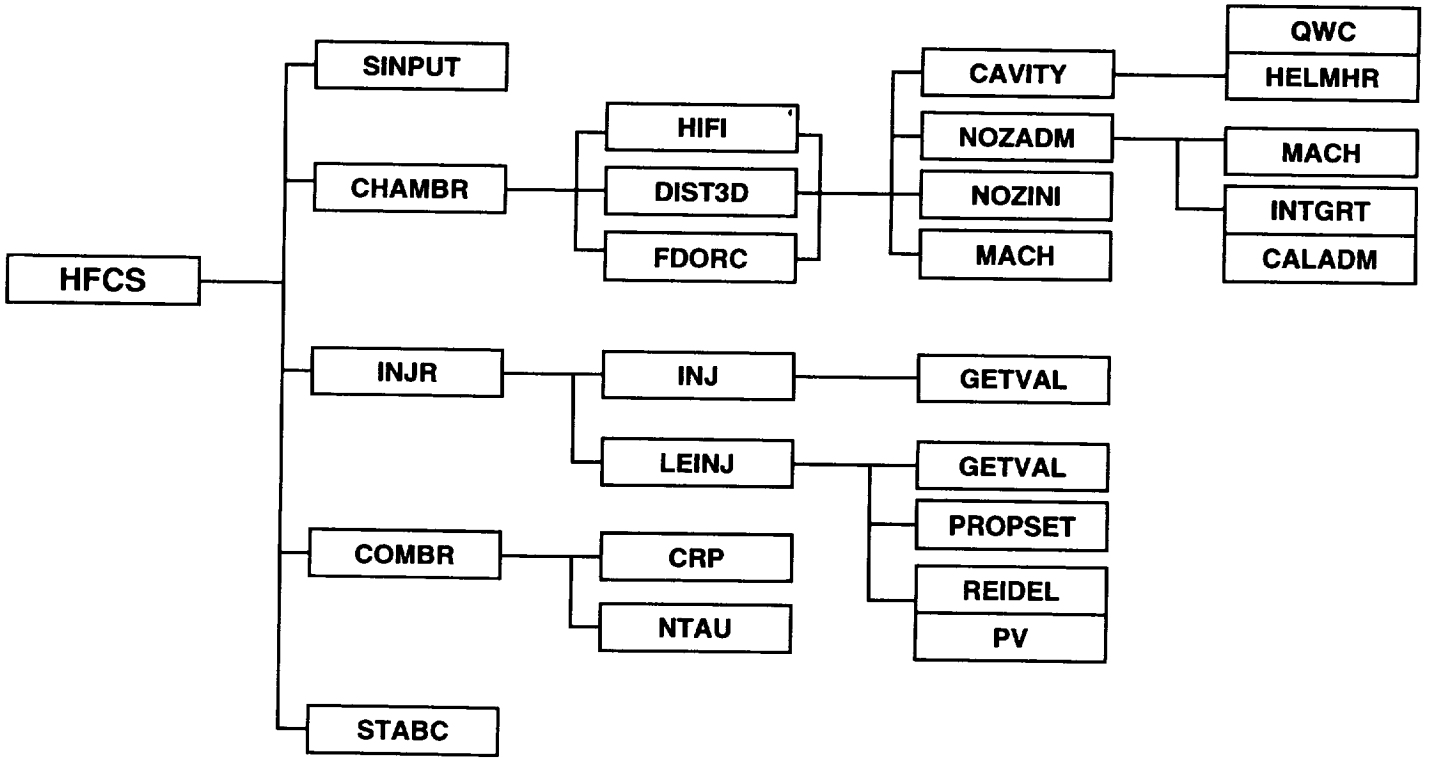 HFCS
SINPUT
CHAMBR
HIFI
DIST3D
FDORC
CAVITY
QWC
HELMHR
NOZADM
MACH
INTGRT
CALADM
NOZINI
MACH
INJR
INJ
GETVAL
LEINJ
GETVAL
PROPSET
REIDEL
PV
COMBR
CRP
NTAU
STABC